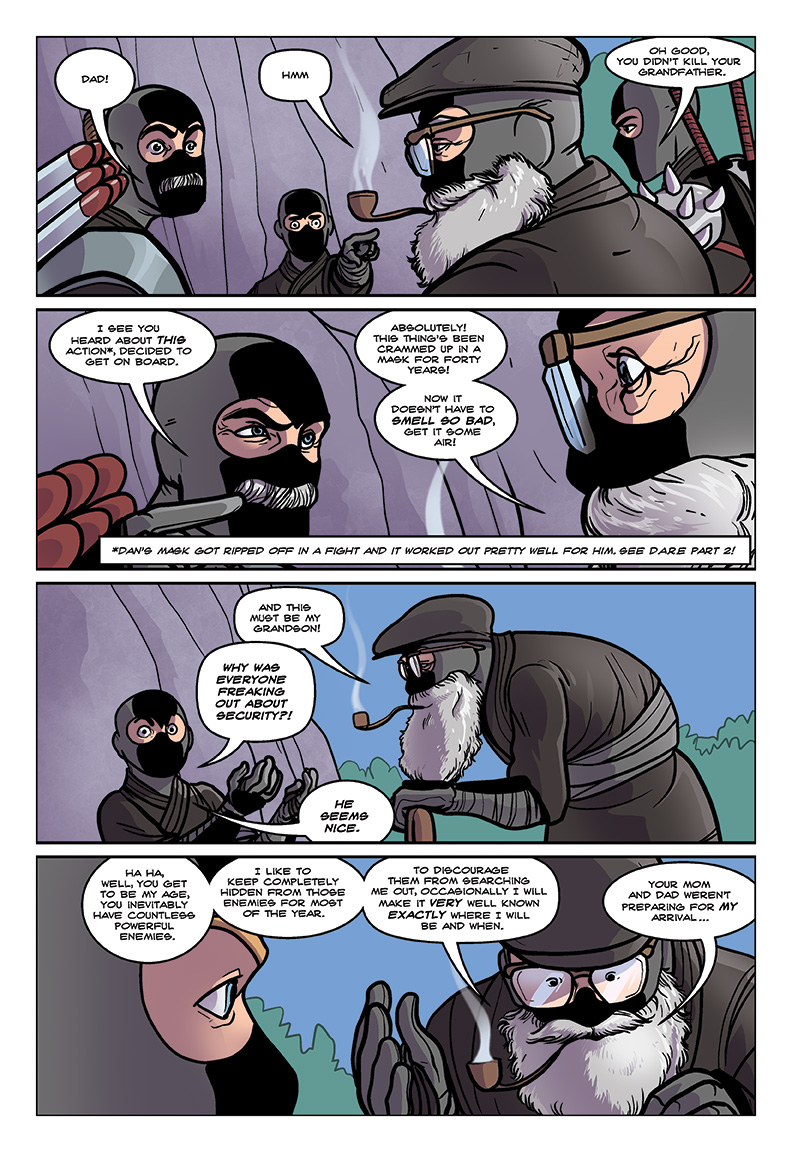 DAD!
HMM
OH GOOD,
YOU DIDN'T KILL YOUR
GRANDFATHER.
I SEE YOU
HEARD ABOUT THIS
ACTION*, DECIDED TO
GET ON BOARD.
ABSOLUTELY!
THIS THING'S BEEN
CRAMMED UP IN A
MASK FOR FORTY
YEARS!
NOW IT
DOESN'T HAVE TO
SMELL SO BAD,
GET IT SOME
AIR!
*DAN'S MASK GOT RIPPED OFF IN A FIGHT AND IT WORKED OUT PRETTY WELL FOR HIM. SEE D.A.R.E PART 2!
AND THIS
MUST BE MY
GRANDSON!
WHY WAS
EVERYONE
FREAKING
OUT ABOUT
SECURITY?!
HE
SEEMS
NICE.
HA HA,
WELL, YOU GET
TO BE MY AGE,
YOU INEVITABLY
HAVE COUNTLESS
POWERFUL
ENEMIES.
I LIKE TO
KEEP COMPLETELY
HIDDEN FROM THOSE
ENEMIES FOR MOST
OF THE YEAR.
TO DISCOURAGE
THEM FROM SEARCHING
ME OUT, OCCASIONALLY I WILL
MAKE IT VERY WELL KNOWN
EXACTLY WHERE I WILL
BE AND WHEN.
YOUR MOM
AND DAD WEREN'T
PREPARING FOR MY
ARRIVAL...